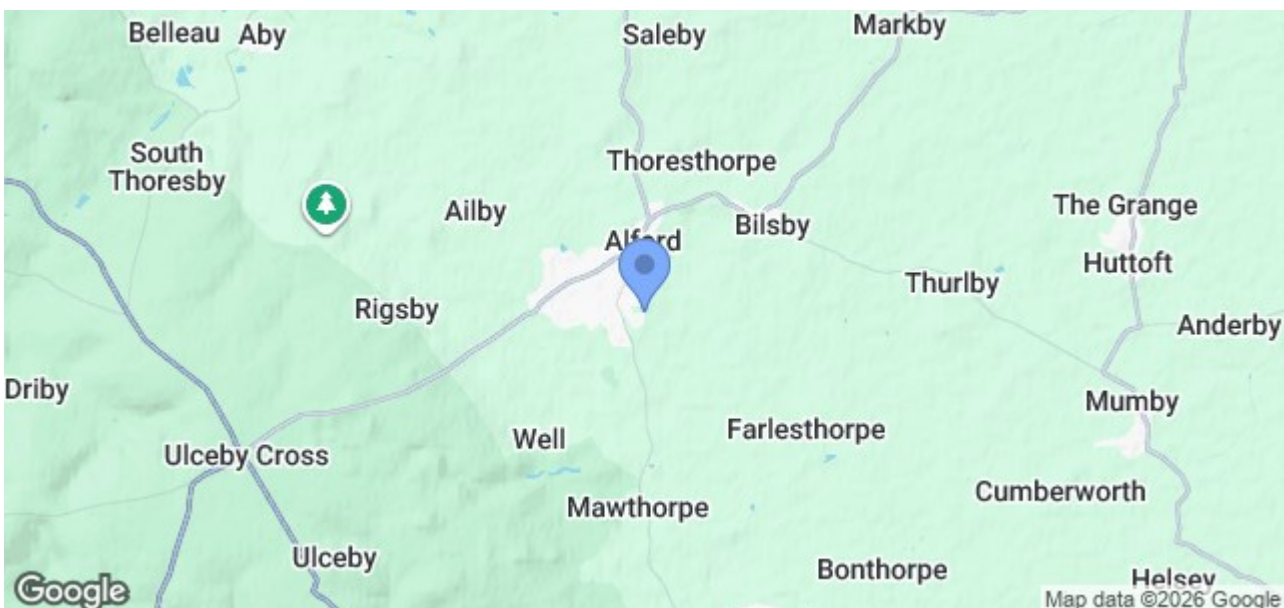 Belleau
Aby
Saleby
Markby
South
Thoresby
Thoresthorpe
Ailby
The Grange
Bilsby
Alford
Huttoft
Thurlby
Rigsby
Anderby
Driby
Mumby
Well
Farlesthorpe
Ulceby Cross
Cumberworth
Mawthorpe
Ulceby
Bonthorpe
Helsey
Google
Map data ©2026 Google